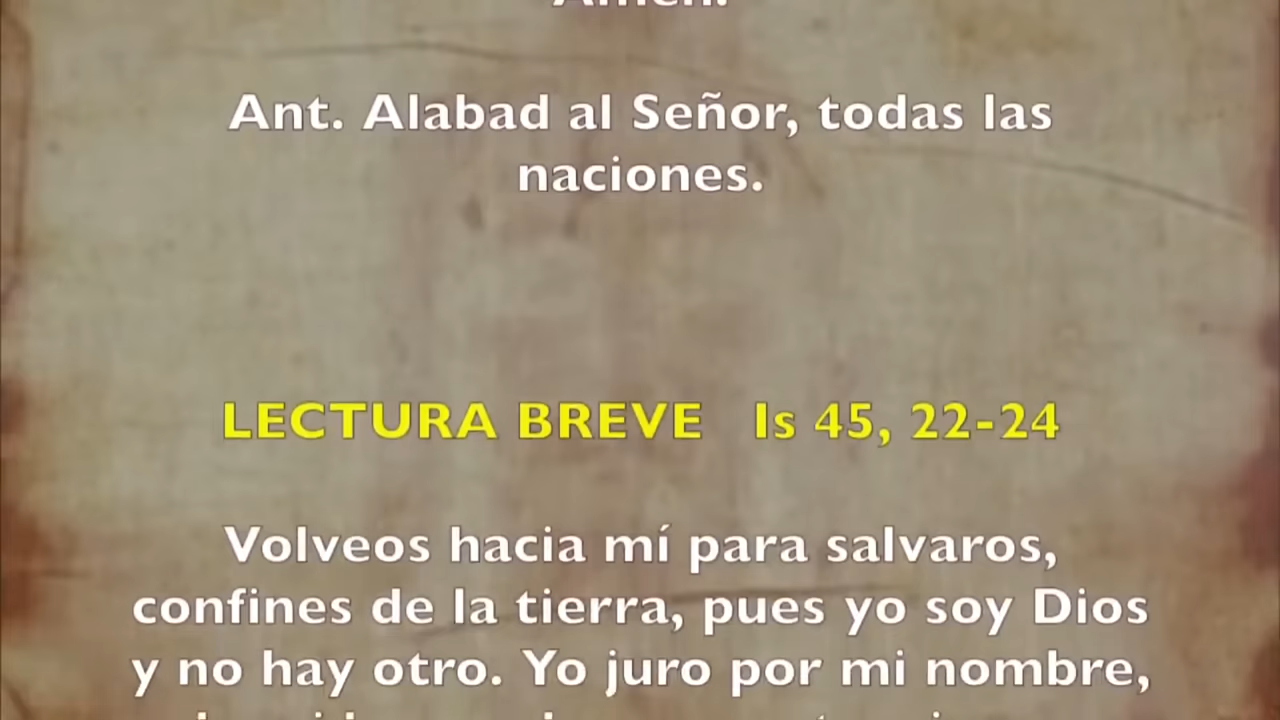 Amén.
Ant. Alabad al Señor, todas las
naciones.
LECTURA BREVE Is 45, 22-24
Volveos hacia mí para salvaros,
confines de la tierra, pues yo soy Dios
y no hay otro. Yo juro por mi nombre,